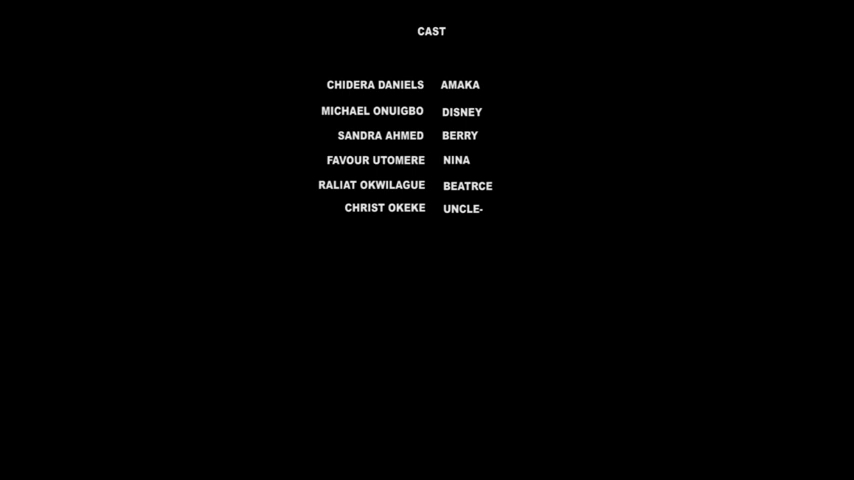 CAST
CHIDERA DANIELS AMAKA
MICHAEL ONUIGBO DISNEY
SANDRA AHMED BERRY
FAVOUR UTOMERE NINA
RALIAT OKWILAGUE BEATRCE
CHRIST OKEKE UNCLE-